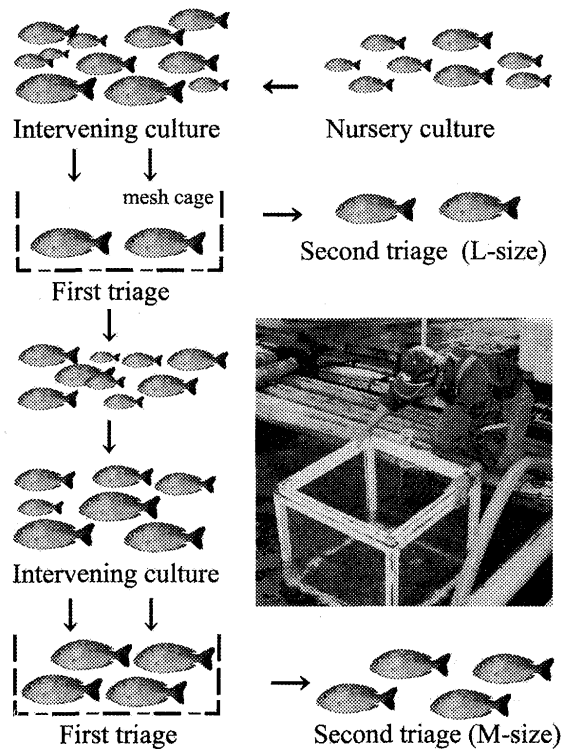 Intervening culture
Nursery culture
mesh cage
First triage
Second triage (L-size)
Intervening culture
First triage
Second triage (M-size)